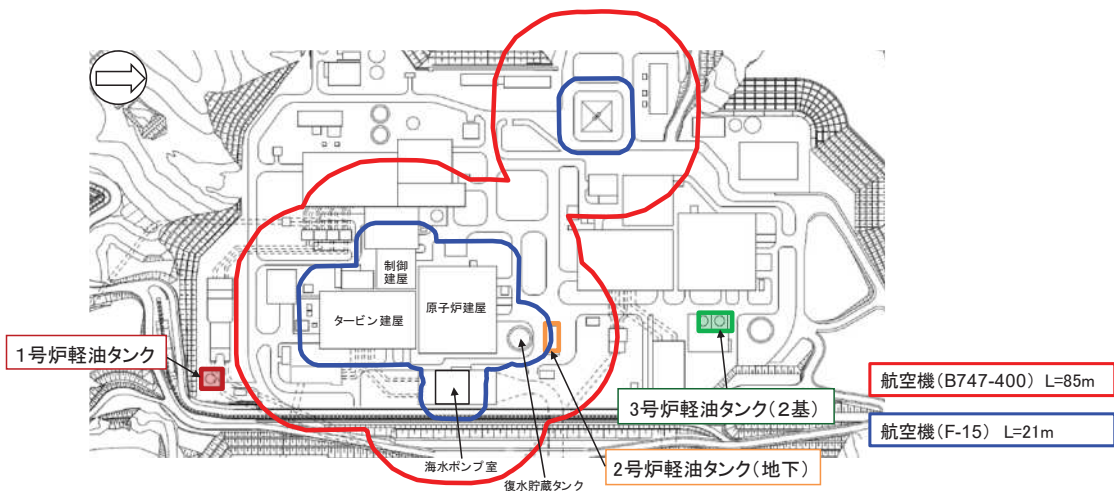 制御
建屋
原子炉建屋
タービン建屋
1号炉軽油タンク
航空機(B747-400) L=85m
3号炉軽油タンク(2基)
航空機(F-15) L=21m
海水ポンプ室
2号炉軽油タンク(地下)
復水貯蔵タンク